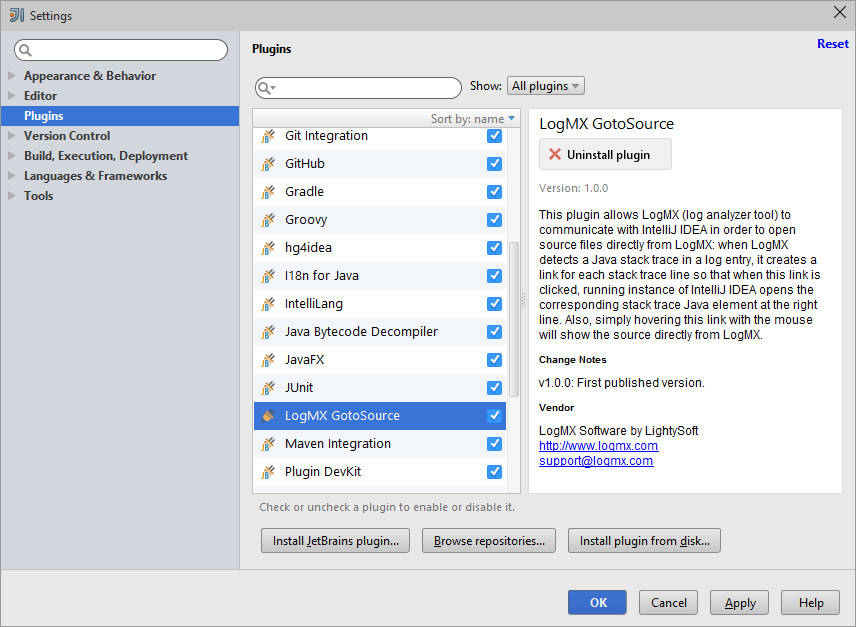 Settings
Reset
Appearance & Behavior
Editor
Plugins
Version Control
Build, Execution, Deployment
Languages & Frameworks
Tools
Plugins
Show: All plugins
Sort by: name
Git Integration
GitHub
Gradle
Groovy
hg4idea
I18n for Java
IntelliLang
Java Bytecode Decompiler
JavaFX
JUnit
LogMX GotoSource
Maven Integration
Plugin DevKit
LogMX GotoSource
Uninstall plugin
Version: 1.0.0
This plugin allows LogMX (log analyzer tool) to
communicate with IntelliJ IDEA in order to open
source files directly from LogMX: when LogMX
detects a Java stack trace in a log entry, it creates a
link for each stack trace line so that when this link is
clicked, running instance of IntelliJ IDEA opens the
corresponding stack trace Java element at the right
line. Also, simply hovering this link with the mouse
will show the source directly from LogMX.
Change Notes
v1.0.0: First published version.
Vendor
LogMX Software by LightySoft
http://www.logmx.com
support@logmx.com
Check or uncheck a plugin to enable or disable it.
Install JetBrains plugin...
Browse repositories...
Install plugin from disk...
OK
Cancel
Apply
Help